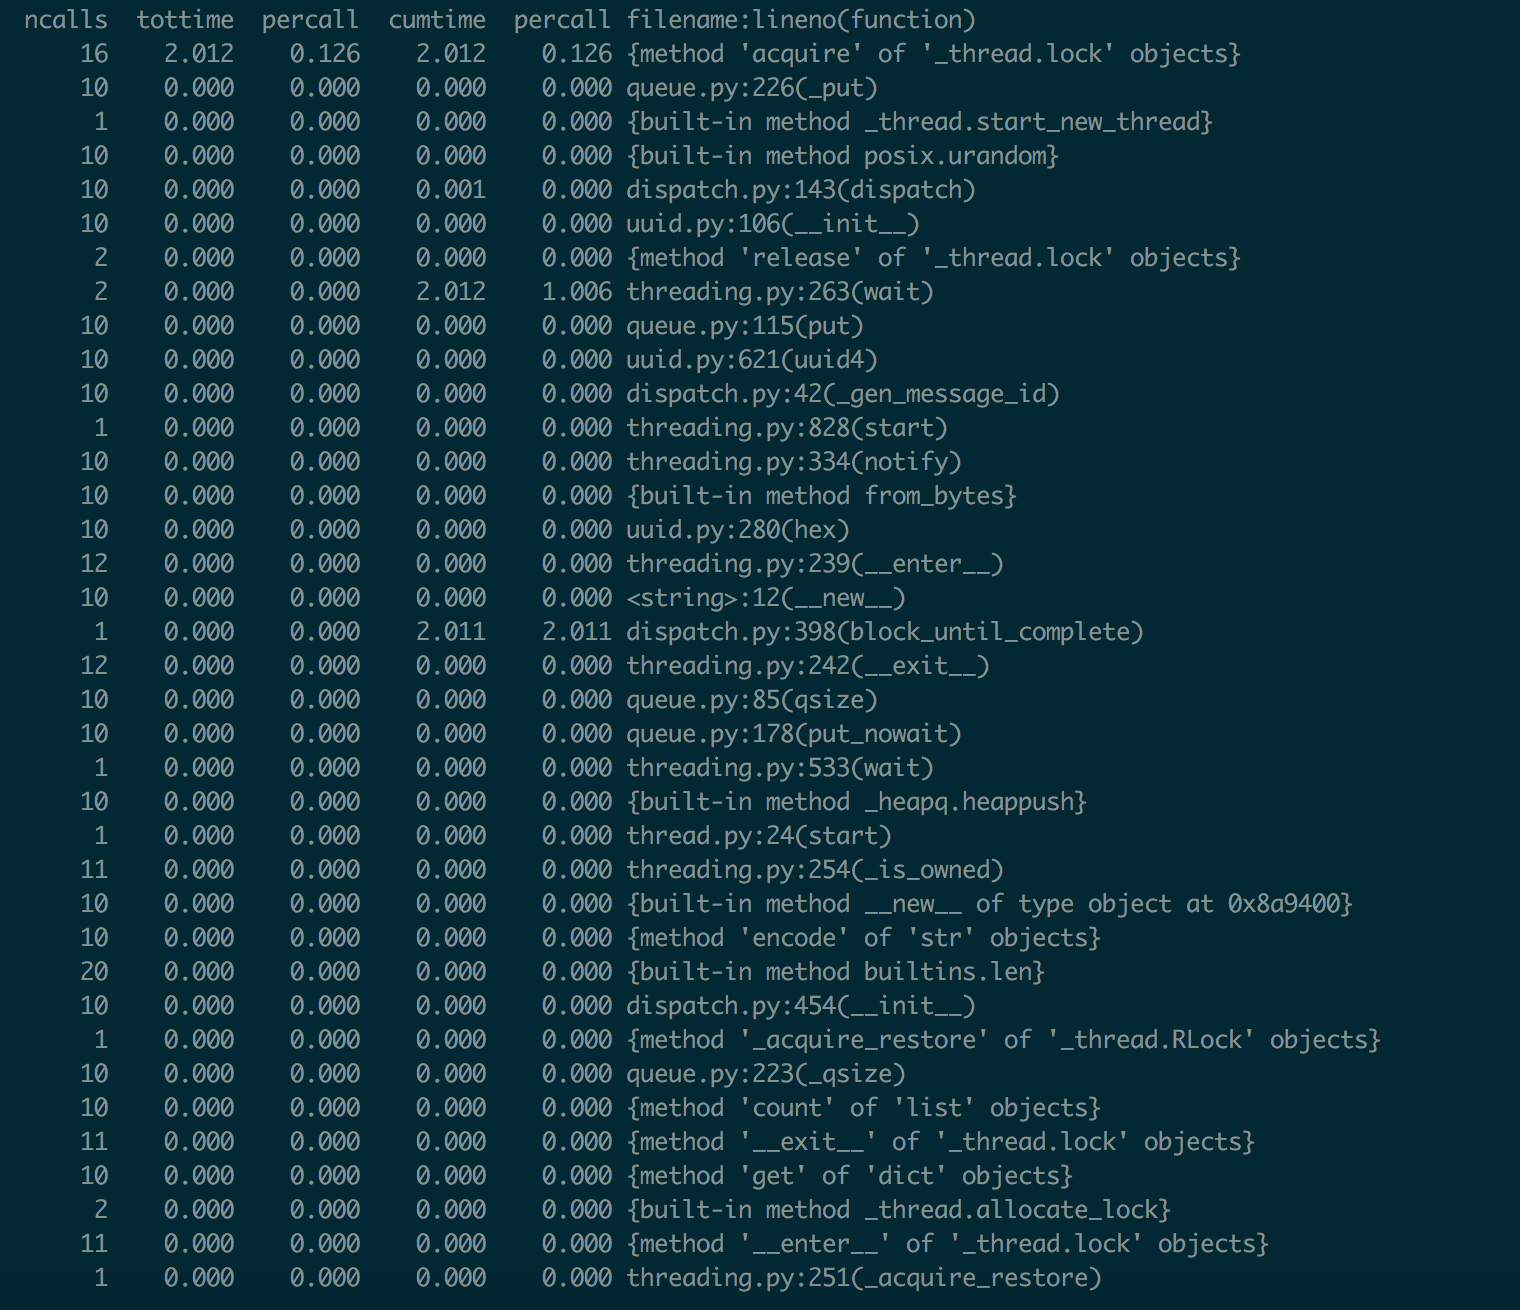 ncalls tottime percall cumtime percall filename:lineno(function)
16 2.012 0.126 2.012 0.126 {method 'acquire' of '_thread.lock' objects}
10 0.000 0.000 0.000 0.000 queue.py:226(_put)
1 0.000 0.000 0.000 0.000 {built-in method _thread.start_new_thread}
10 0.000 0.000 0.000 0.000 {built-in method posix.urandom}
10 0.000 0.000 0.001 0.000 dispatch.py:143(dispatch)
10 0.000 0.000 0.000 0.000 uuid.py:106(__init__)
2 0.000 0.000 0.000 0.000 {method 'release' of '_thread.lock' objects}
2 0.000 0.000 2.012 1.006 threading.py:263(wait)
10 0.000 0.000 0.000 0.000 queue.py:115(put)
10 0.000 0.000 0.000 0.000 uuid.py:621(uuid4)
10 0.000 0.000 0.000 0.000 dispatch.py:42(_gen_message_id)
1 0.000 0.000 0.000 0.000 threading.py:828(start)
10 0.000 0.000 0.000 0.000 threading.py:334(notify)
10 0.000 0.000 0.000 0.000 {built-in method from_bytes}
10 0.000 0.000 0.000 0.000 uuid.py:280(hex)
12 0.000 0.000 0.000 0.000 threading.py:239(__enter__)
10 0.000 0.000 0.000 0.000 <string>:12(__new__)
1 0.000 0.000 2.011 2.011 dispatch.py:398(block_until_complete)
12 0.000 0.000 0.000 0.000 threading.py:242(__exit__)
10 0.000 0.000 0.000 0.000 queue.py:85(qsize)
10 0.000 0.000 0.000 0.000 queue.py:178(put_nowait)
1 0.000 0.000 0.000 0.000 threading.py:533(wait)
10 0.000 0.000 0.000 0.000 {built-in method _heapq.heappush}
1 0.000 0.000 0.000 0.000 thread.py:24(start)
11 0.000 0.000 0.000 0.000 threading.py:254(_is_owned)
10 0.000 0.000 0.000 0.000 {built-in method __new__ of type object at 0x8a9400}
10 0.000 0.000 0.000 0.000 {method 'encode' of 'str' objects}
20 0.000 0.000 0.000 0.000 {built-in method builtins.len}
10 0.000 0.000 0.000 0.000 dispatch.py:454(__init__)
1 0.000 0.000 0.000 0.000 {method '_acquire_restore' of '_thread.RLock' objects}
10 0.000 0.000 0.000 0.000 queue.py:223(_qsize)
10 0.000 0.000 0.000 0.000 {method 'count' of 'list' objects}
11 0.000 0.000 0.000 0.000 {method '__exit__' of '_thread.lock' objects}
10 0.000 0.000 0.000 0.000 {method 'get' of 'dict' objects}
2 0.000 0.000 0.000 0.000 {built-in method _thread.allocate_lock}
11 0.000 0.000 0.000 0.000 {method '__enter__' of '_thread.lock' objects}
1 0.000 0.000 0.000 0.000 threading.py:251(_acquire_restore)